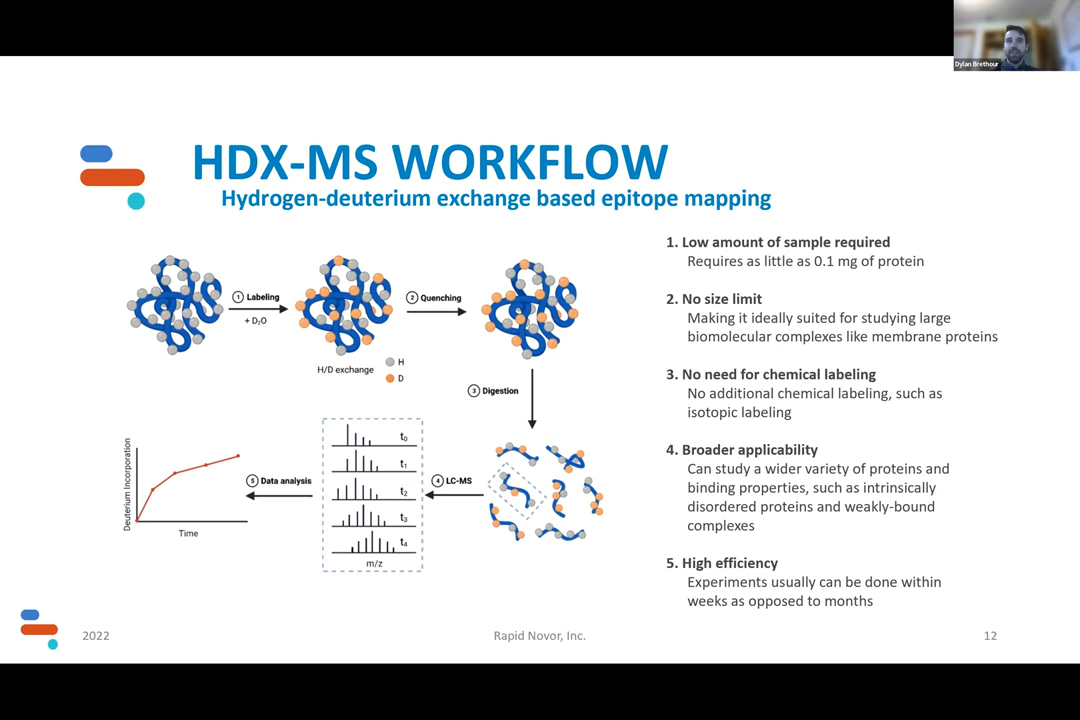 Dylan Brethour
HDX-MS WORKFLOW
Hydrogen-deuterium exchange based epitope mapping
1 Labeling
+ D₂O
2 Quenching
H/D exchange
H
D
3 Digestion
4 LC-MS
t₀
t₁
t₂
t₃
t₄
m/z
5 Data analysis
Deuterium Incorporation
Time
1. Low amount of sample required
Requires as little as 0.1 mg of protein
2. No size limit
Making it ideally suited for studying large
biomolecular complexes like membrane proteins
3. No need for chemical labeling
No additional chemical labeling, such as
isotopic labeling
4. Broader applicability
Can study a wider variety of proteins and
binding properties, such as intrinsically
disordered proteins and weakly-bound
complexes
5. High efficiency
Experiments usually can be done within
weeks as opposed to months
2022
Rapid Novor, Inc.
12